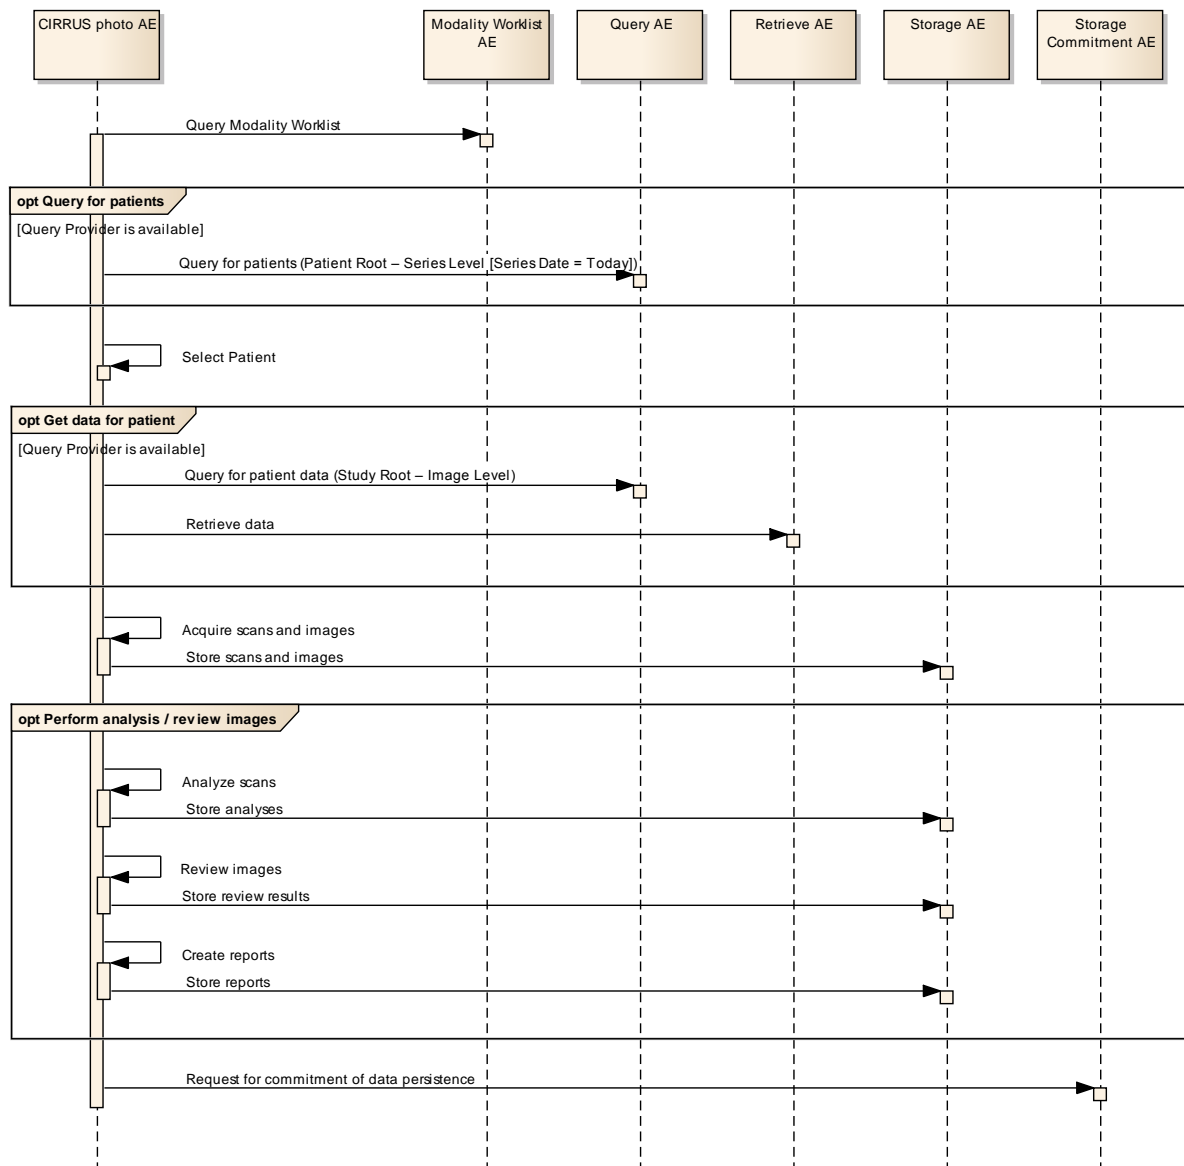 CIRRUS photo AE
Modality Worklist
AE
Query AE
Retrieve AE
Storage AE
Storage
Commitment AE
Query Modality Worklist
opt Query for patients
[Query Provider is available]
Query for patients (Patient Root – Series Level [Series Date = Today])
Select Patient
opt Get data for patient
[Query Provider is available]
Query for patient data (Study Root – Image Level)
Retrieve data
Acquire scans and images
Store scans and images
opt Perform analysis / review images
Analyze scans
Store analyses
Review images
Store review results
Create reports
Store reports
Request for commitment of data persistence